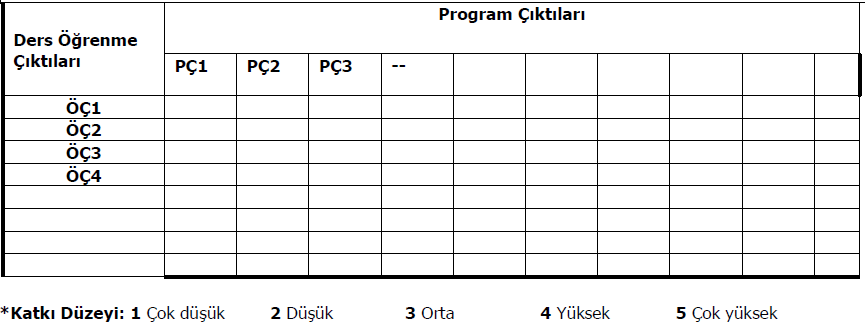 Program Çıktıları
Ders Öğrenme
Çıktıları
PÇ1 PÇ2 PÇ3 --
ÖÇ1
ÖÇ2
ÖÇ3
ÖÇ4
*Katkı Düzeyi: 1 Çok düşük 2 Düşük 3 Orta 4 Yüksek 5 Çok yüksek